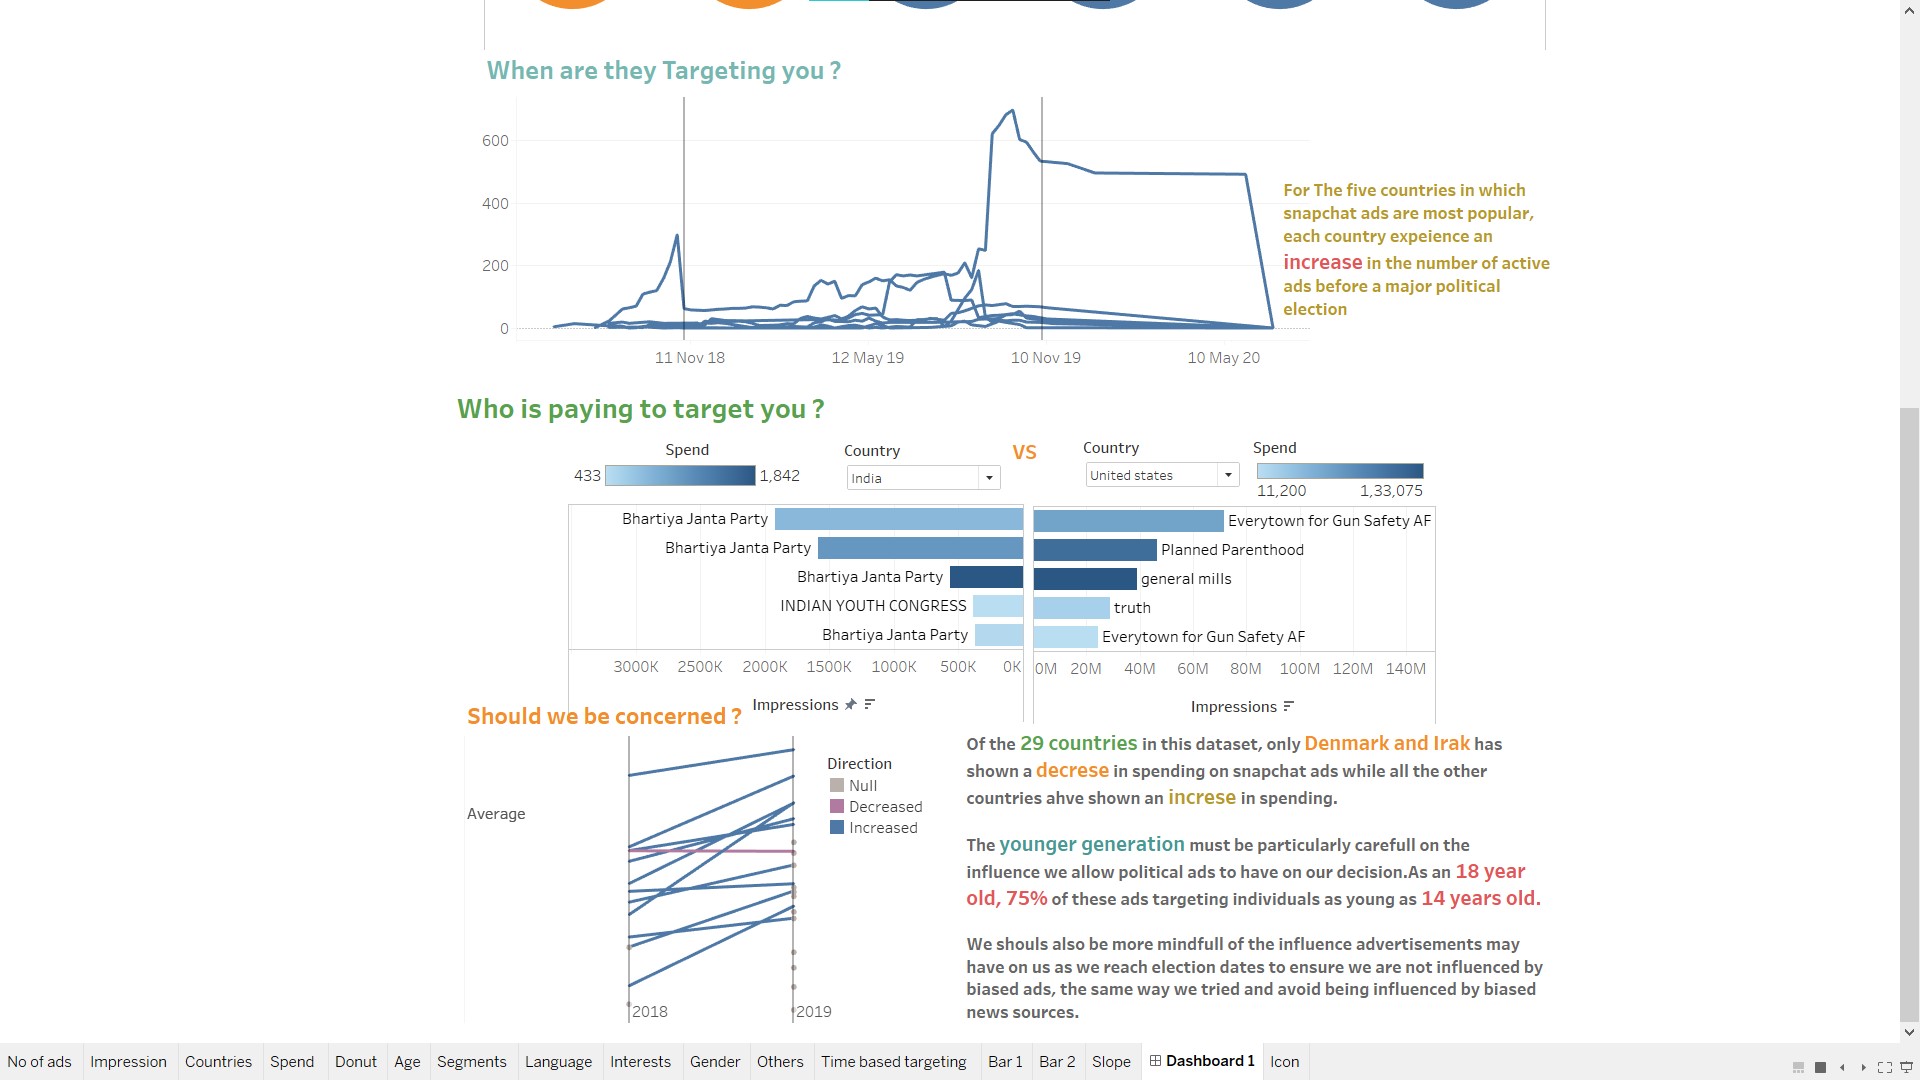 When are they Targeting you ?
600
400
200
0
11 Nov 18
12 May 19
10 Nov 19
10 May 20
For The five countries in which
snapchat ads are most popular,
each country expeience an
increase in the number of active
ads before a major political
election
Who is paying to target you ?
Spend
433
1,842
Country
India
VS
Country
United states
Spend
11,200
1,33,075
Bhartiya Janta Party
Bhartiya Janta Party
Bhartiya Janta Party
INDIAN YOUTH CONGRESS
Bhartiya Janta Party
3000K 2500K 2000K 1500K 1000K 500K 0K
Impressions
Everytown for Gun Safety AF
Planned Parenthood
general mills
truth
Everytown for Gun Safety AF
0M 20M 40M 60M 80M 100M 120M 140M
Impressions
Should we be concerned ?
Average
2018
2019
Direction
Null
Decreased
Increased
Of the 29 countries in this dataset, only Denmark and Irak has
shown a decrese in spending on snapchat ads while all the other
countries ahve shown an increse in spending.
The younger generation must be particularly carefull on the
influence we allow political ads to have on our decision.As an 18 year
old, 75% of these ads targeting individuals as young as 14 years old.
We shouls also be more mindfull of the influence advertisements may
have on us as we reach election dates to ensure we are not influenced by
biased ads, the same way we tried and avoid being influenced by biased
news sources.
No of ads Impression Countries Spend Donut Age Segments Language Interests Gender Others Time based targeting Bar 1 Bar 2 Slope Dashboard 1 Icon